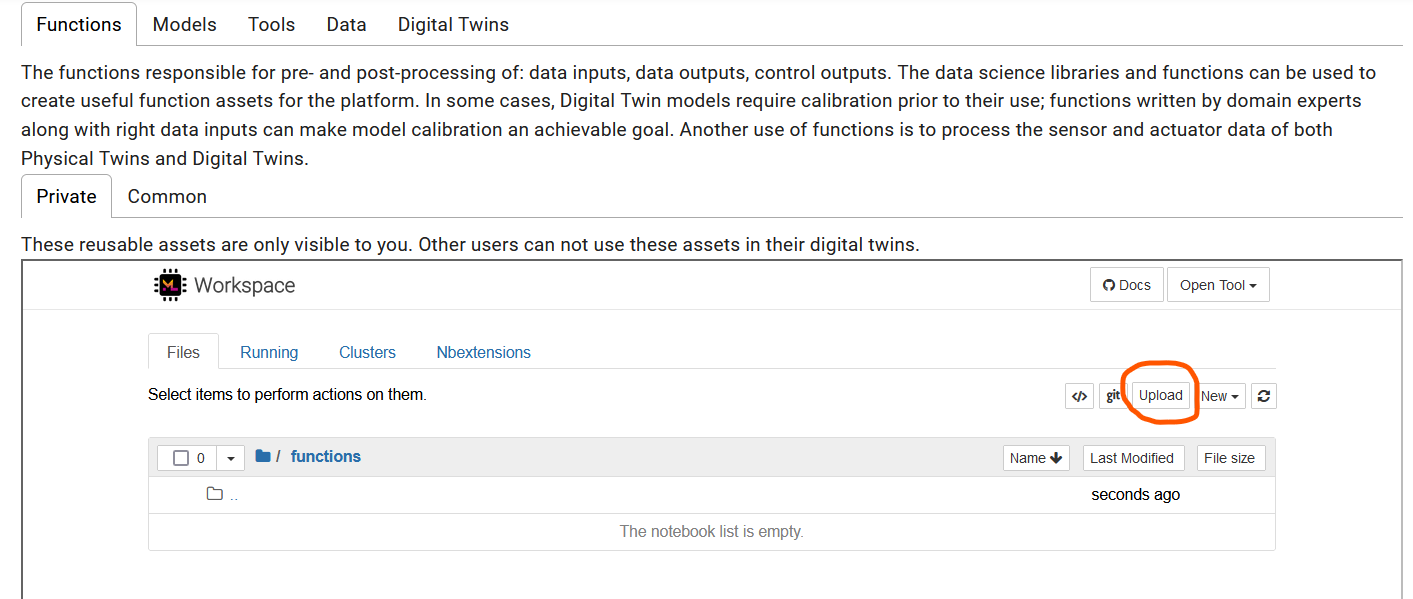 Functions Models Tools Data Digital Twins
The functions responsible for pre- and post-processing of: data inputs, data outputs, control outputs. The data science libraries and functions can be used to
create useful function assets for the platform. In some cases, Digital Twin models require calibration prior to their use; functions written by domain experts
along with right data inputs can make model calibration an achievable goal. Another use of functions is to process the sensor and actuator data of both
Physical Twins and Digital Twins.
Private Common
These reusable assets are only visible to you. Other users can not use these assets in their digital twins.
ML Workspace Docs Open Tool
Files Running Clusters Nbextensions
Select items to perform actions on them. </> git Upload New
0 / functions Name Last Modified File size
.. seconds ago
The notebook list is empty.